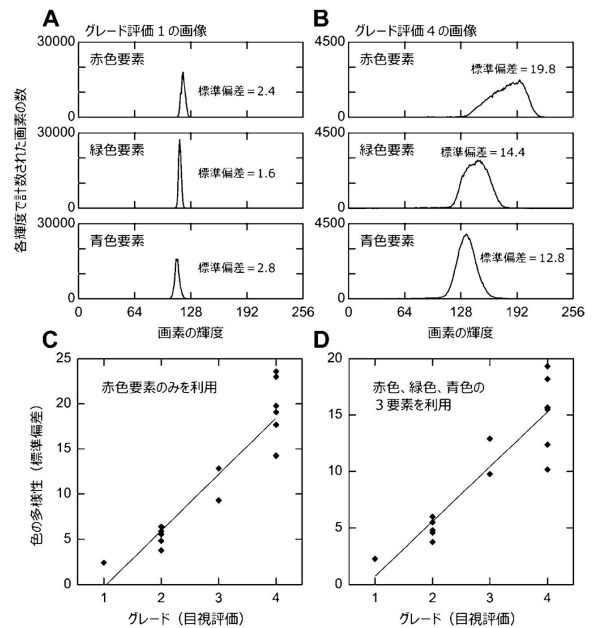 A
グレード評価1の画像
B
グレード評価4の画像
各輝度で計数された画素の数
30000
赤色要素
標準偏差=2.4
0
30000
緑色要素
標準偏差=1.6
0
30000
青色要素
標準偏差=2.8
0
0 64 128 192 256
画素の輝度
4500
赤色要素
標準偏差=19.8
0
4500
緑色要素
標準偏差=14.4
0
4500
青色要素
標準偏差=12.8
0
0 64 128 192 256
画素の輝度
C
赤色要素のみを利用
色の多様性(標準偏差)
25
20
15
10
5
0
1 2 3 4
グレード(目視評価)
D
赤色、緑色、青色の
3要素を利用
20
15
10
5
0
1 2 3 4
グレード(目視評価)